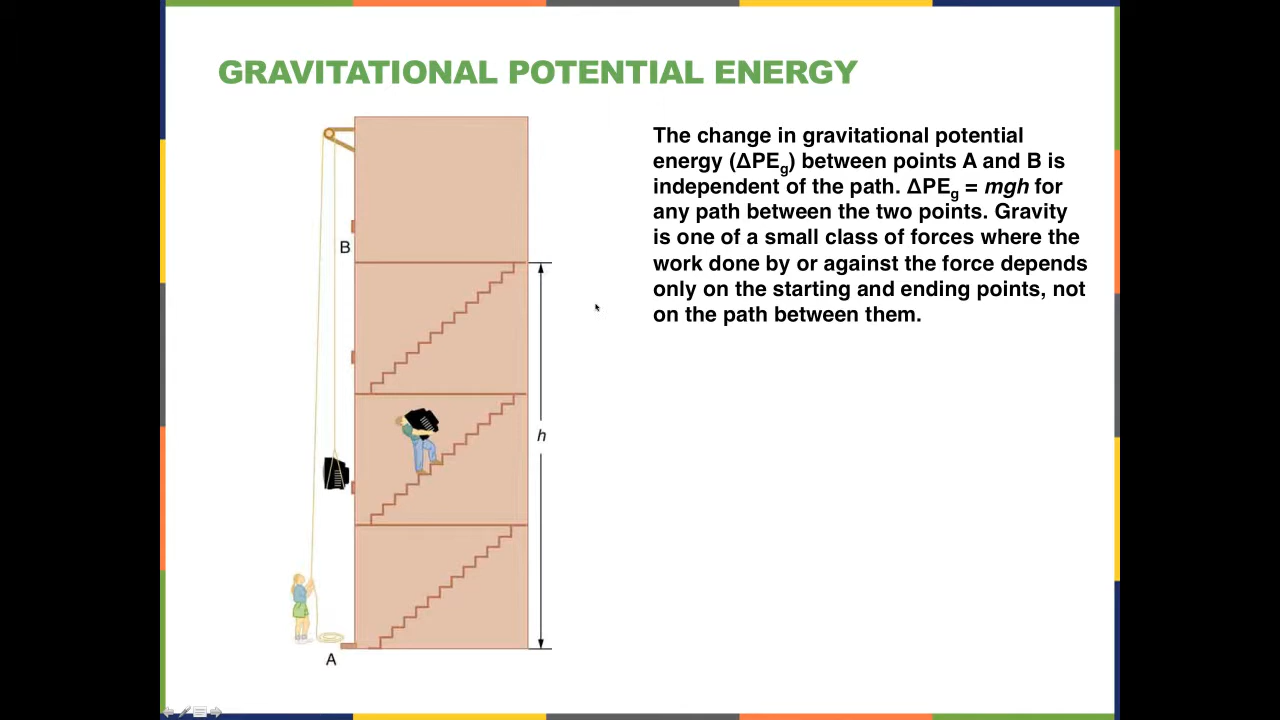 GRAVITATIONAL POTENTIAL ENERGY
The change in gravitational potential
energy (ΔPEg) between points A and B is
independent of the path. ΔPEg = mgh for
any path between the two points. Gravity
is one of a small class of forces where the
work done by or against the force depends
only on the starting and ending points, not
on the path between them.
B
h
A